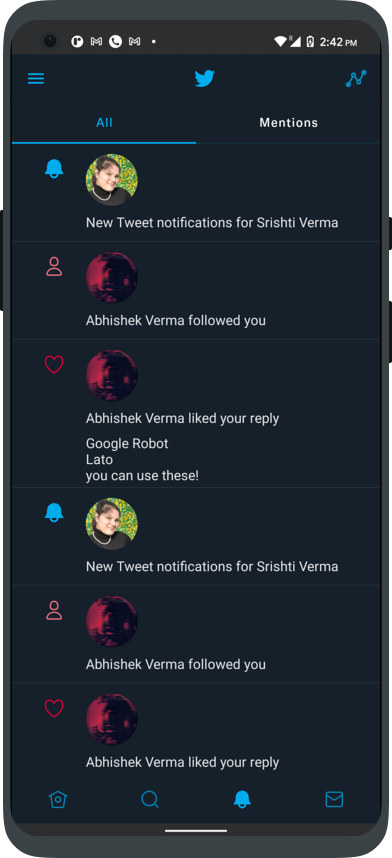 2:42 PM
All
Mentions
New Tweet notifications for Srishti Verma
Abhishek Verma followed you
Abhishek Verma liked your reply
Google Robot
Lato
you can use these!
New Tweet notifications for Srishti Verma
Abhishek Verma followed you
Abhishek Verma liked your reply